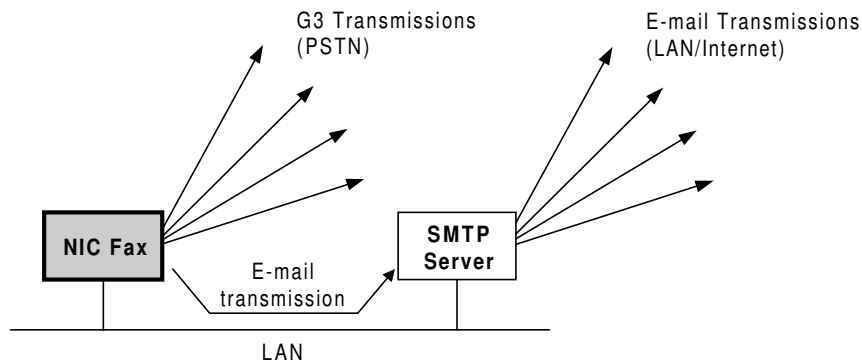 G3 Transmissions
(PSTN)
E-mail Transmissions
(LAN/Internet)
NIC Fax
SMTP
Server
E-mail
transmission
LAN